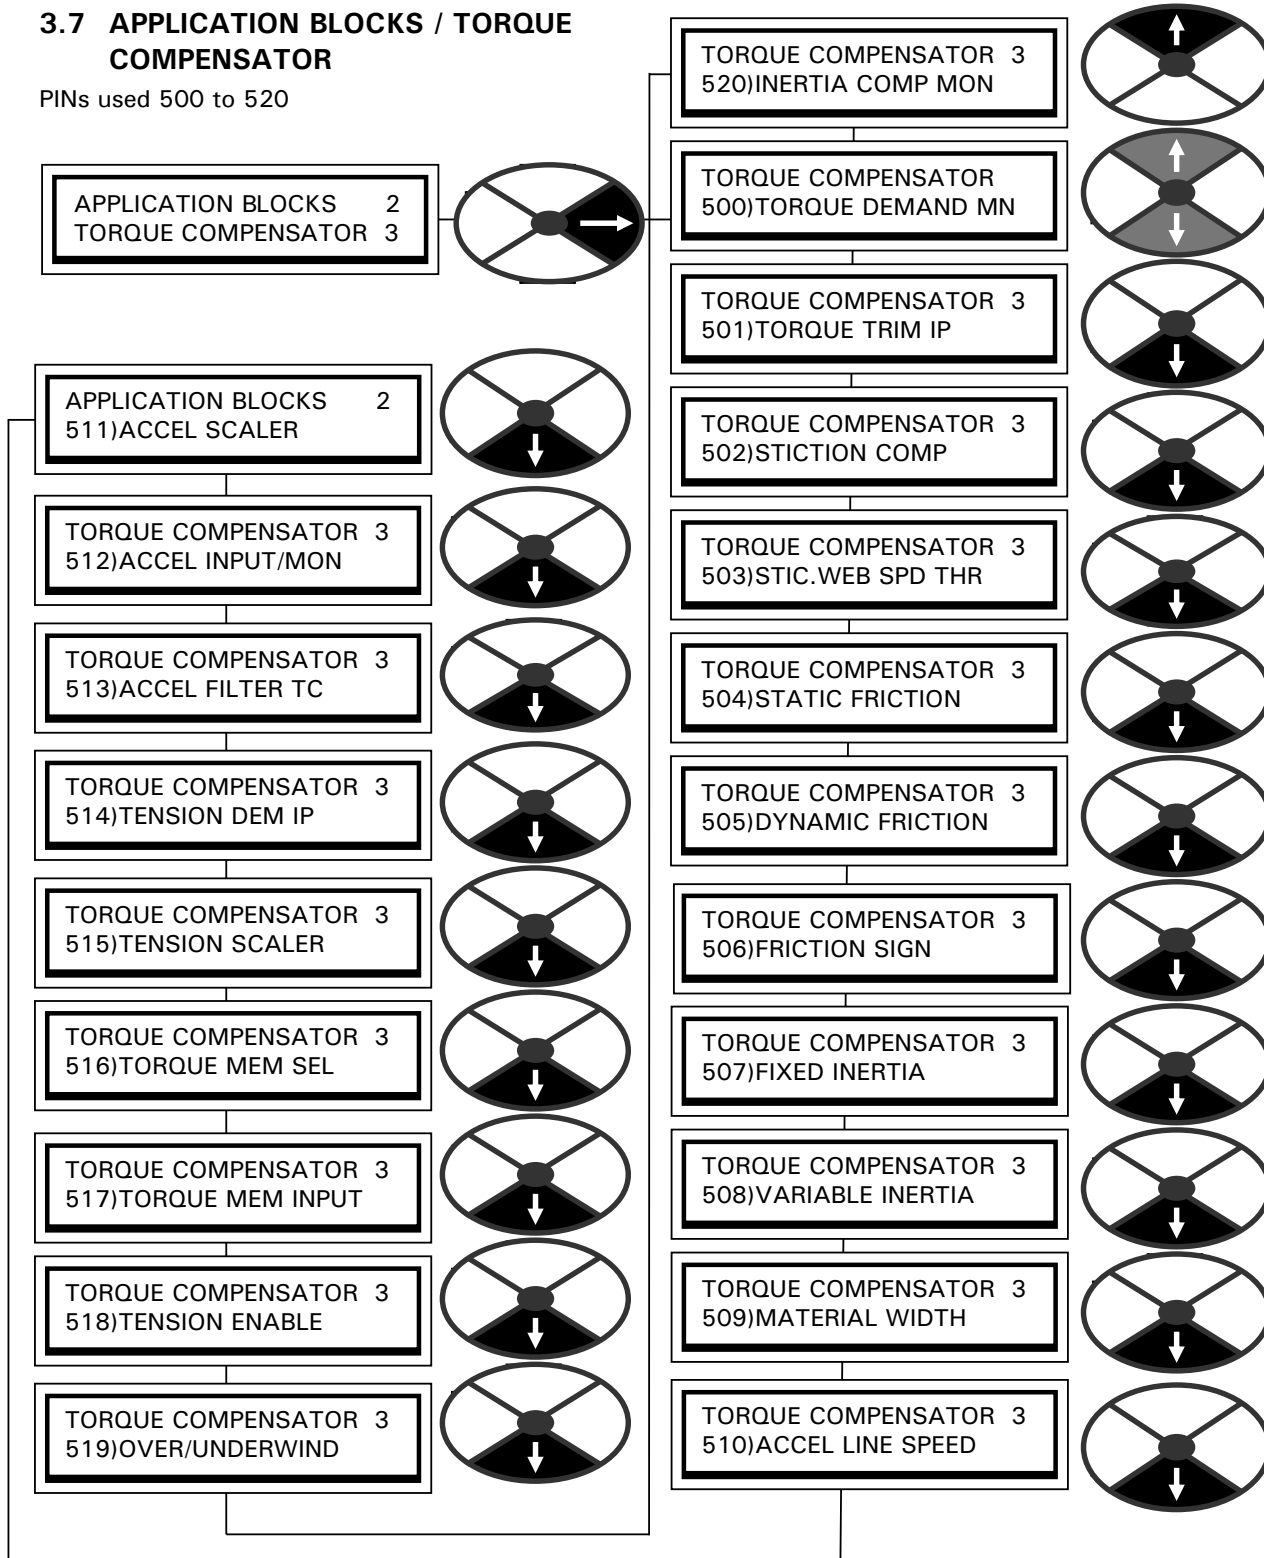 3.7 APPLICATION BLOCKS / TORQUE
COMPENSATOR
PINs used 500 to 520
APPLICATION BLOCKS 2
TORQUE COMPENSATOR 3
APPLICATION BLOCKS 2
511)ACCEL SCALER
TORQUE COMPENSATOR 3
512)ACCEL INPUT/MON
TORQUE COMPENSATOR 3
513)ACCEL FILTER TC
TORQUE COMPENSATOR 3
514)TENSION DEM IP
TORQUE COMPENSATOR 3
515)TENSION SCALER
TORQUE COMPENSATOR 3
516)TORQUE MEM SEL
TORQUE COMPENSATOR 3
517)TORQUE MEM INPUT
TORQUE COMPENSATOR 3
518)TENSION ENABLE
TORQUE COMPENSATOR 3
519)OVER/UNDERWIND
TORQUE COMPENSATOR 3
520)INERTIA COMP MON
TORQUE COMPENSATOR
500)TORQUE DEMAND MN
TORQUE COMPENSATOR 3
501)TORQUE TRIM IP
TORQUE COMPENSATOR 3
502)STICTION COMP
TORQUE COMPENSATOR 3
503)STIC.WEB SPD THR
TORQUE COMPENSATOR 3
504)STATIC FRICTION
TORQUE COMPENSATOR 3
505)DYNAMIC FRICTION
TORQUE COMPENSATOR 3
506)FRICTION SIGN
TORQUE COMPENSATOR 3
507)FIXED INERTIA
TORQUE COMPENSATOR 3
508)VARIABLE INERTIA
TORQUE COMPENSATOR 3
509)MATERIAL WIDTH
TORQUE COMPENSATOR 3
510)ACCEL LINE SPEED